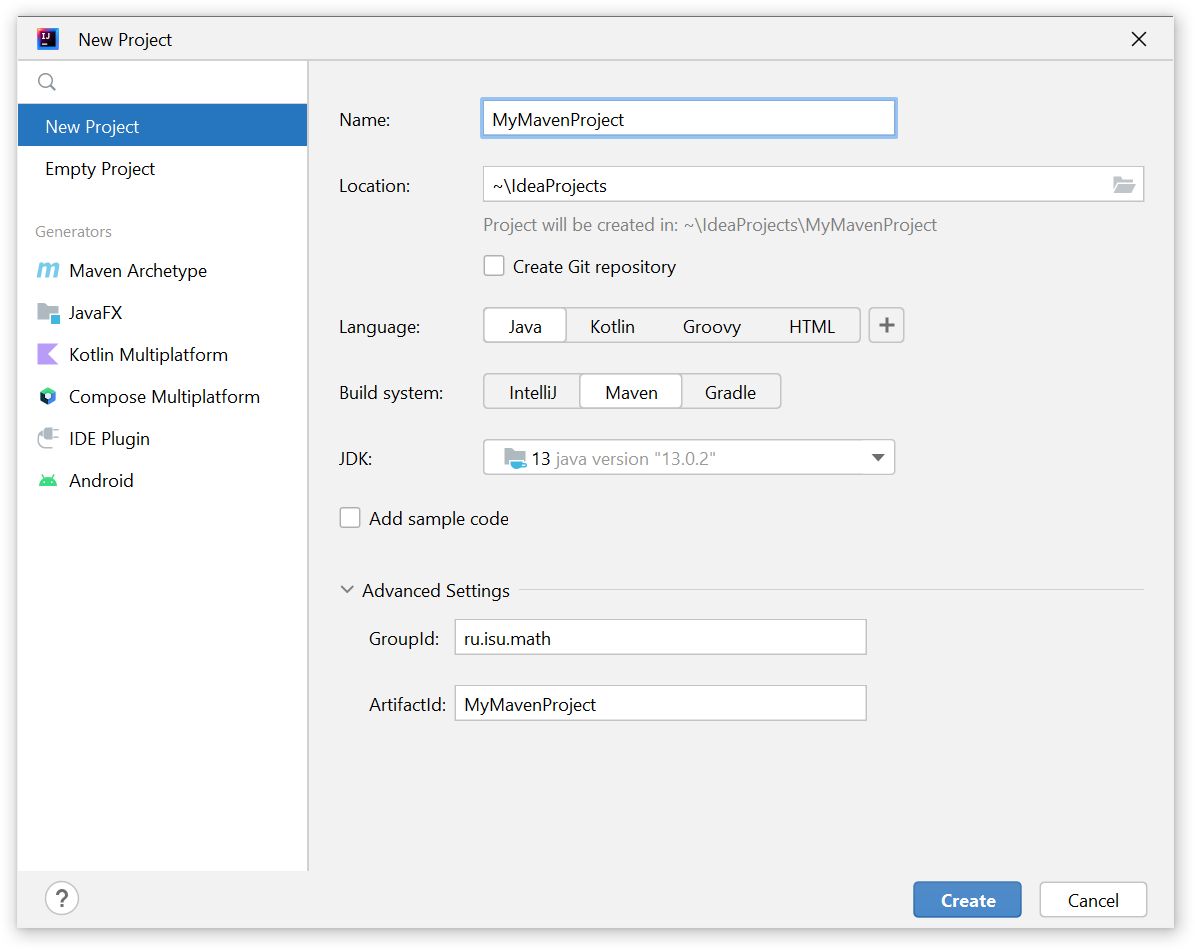 New Project
New Project
Empty Project
Generators
Maven Archetype
JavaFX
Kotlin Multiplatform
Compose Multiplatform
IDE Plugin
Android
Name: MyMavenProject
Location: ~\IdeaProjects
Project will be created in: ~\IdeaProjects\MyMavenProject
Create Git repository
Language: Java Kotlin Groovy HTML +
Build system: IntelliJ Maven Gradle
JDK: 13 java version "13.0.2"
Add sample code
Advanced Settings
GroupId: ru.isu.math
ArtifactId: MyMavenProject
? Create Cancel